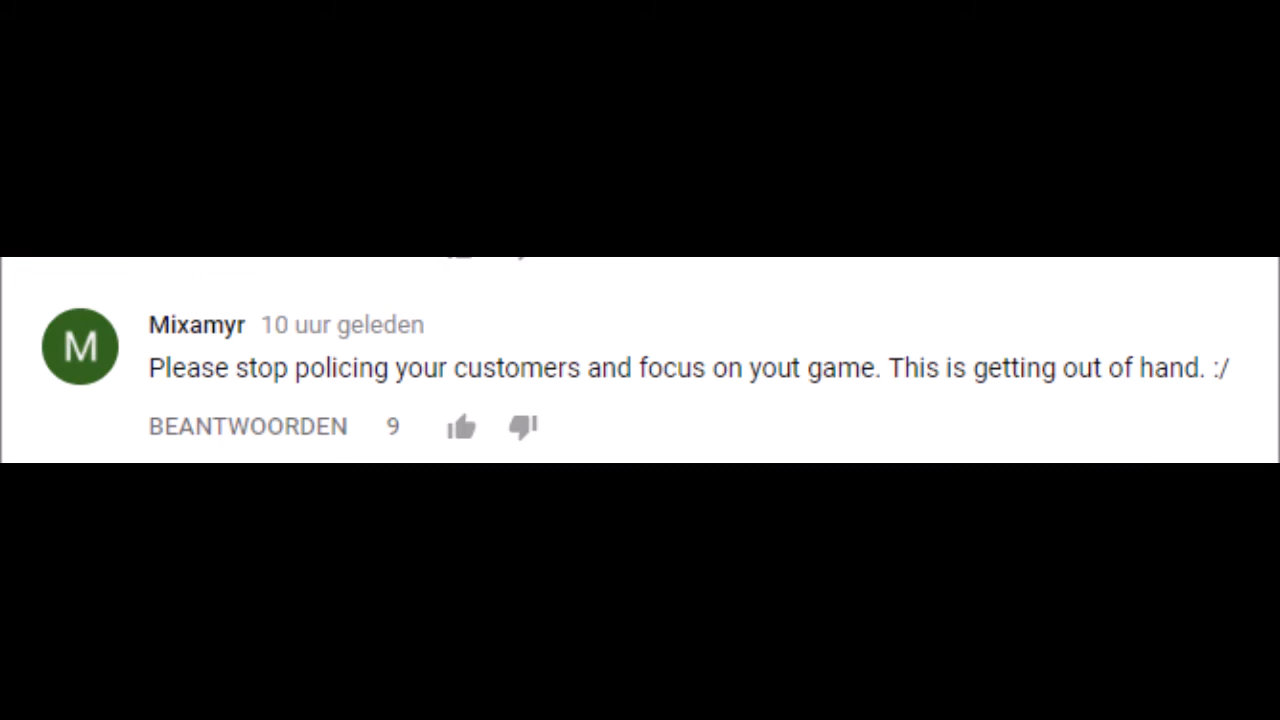 M
Mixamyr 10 uur geleden
Please stop policing your customers and focus on yout game. This is getting out of hand. :/
BEANTWOORDEN 9